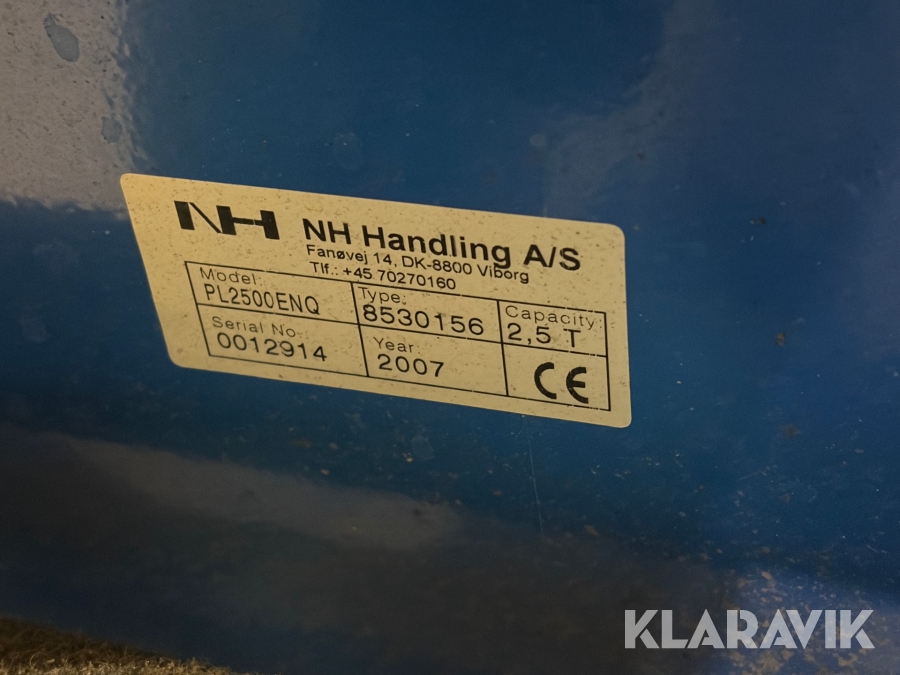 NH NH Handling A/S
Fanøvej 14, DK-8800 Viborg
Tlf.: +45 70270160
Model: Type: Capacity:
PL2500ENQ 8530156 2,5 T
Serial No.: Year:
0012914 2007 CE
KLARAVIK